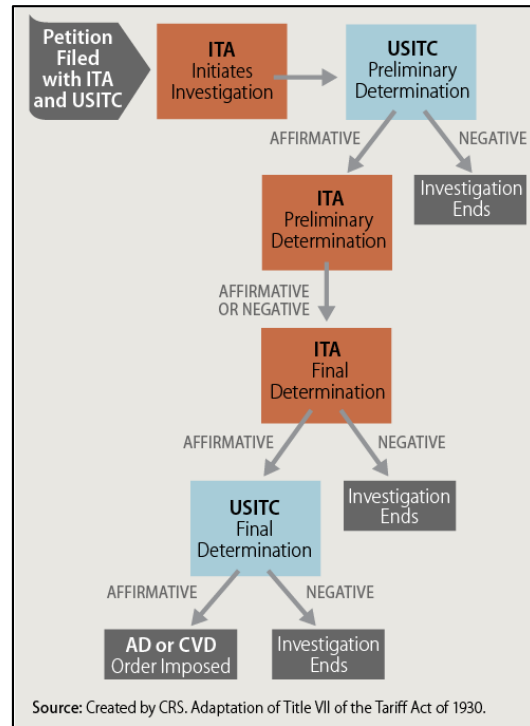 Petition
Filed
with ITA
and USITC
ITA
Initiates
Investigation
USITC
Preliminary
Determination
AFFIRMATIVE
NEGATIVE
Investigation
Ends
ITA
Preliminary
Determination
AFFIRMATIVE
OR NEGATIVE
ITA
Final
Determination
AFFIRMATIVE
NEGATIVE
Investigation
Ends
USITC
Final
Determination
AFFIRMATIVE
NEGATIVE
AD or CVD
Order Imposed
Investigation
Ends
Source: Created by CRS. Adaptation of Title VII of the Tariff Act of 1930.